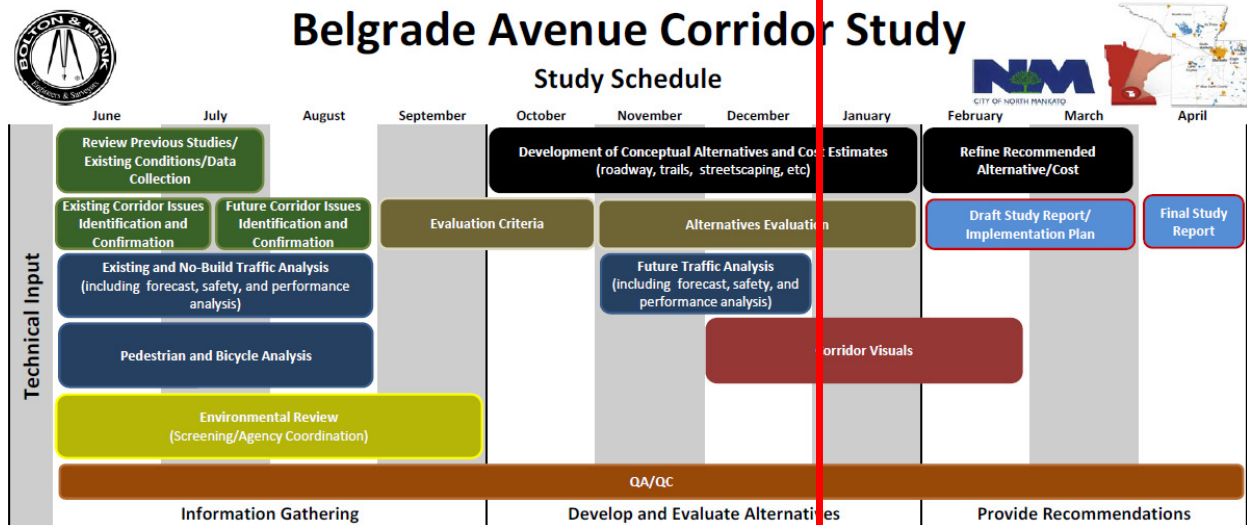 Belgrade Avenue Corridor Study
Study Schedule
BOLTON & MENK
Engineers & Surveyors
NM
CITY OF NORTH MANKATO
June July August September October November December January February March April
Technical Input
Review Previous Studies/
Existing Conditions/Data
Collection
Development of Conceptual Alternatives and Cost Estimates
(roadway, trails, streetscaping, etc)
Refine Recommended
Alternative/Cost
Existing Corridor Issues
Identification and
Confirmation
Future Corridor Issues
Identification and
Confirmation
Evaluation Criteria
Alternatives Evaluation
Draft Study Report/
Implementation Plan
Final Study
Report
Existing and No-Build Traffic Analysis
(including forecast, safety, and performance
analysis)
Future Traffic Analysis
(including forecast, safety, and
performance analysis)
Pedestrian and Bicycle Analysis
Corridor Visuals
Environmental Review
(Screening/Agency Coordination)
QA/QC
Information Gathering
Develop and Evaluate Alternatives
Provide Recommendations